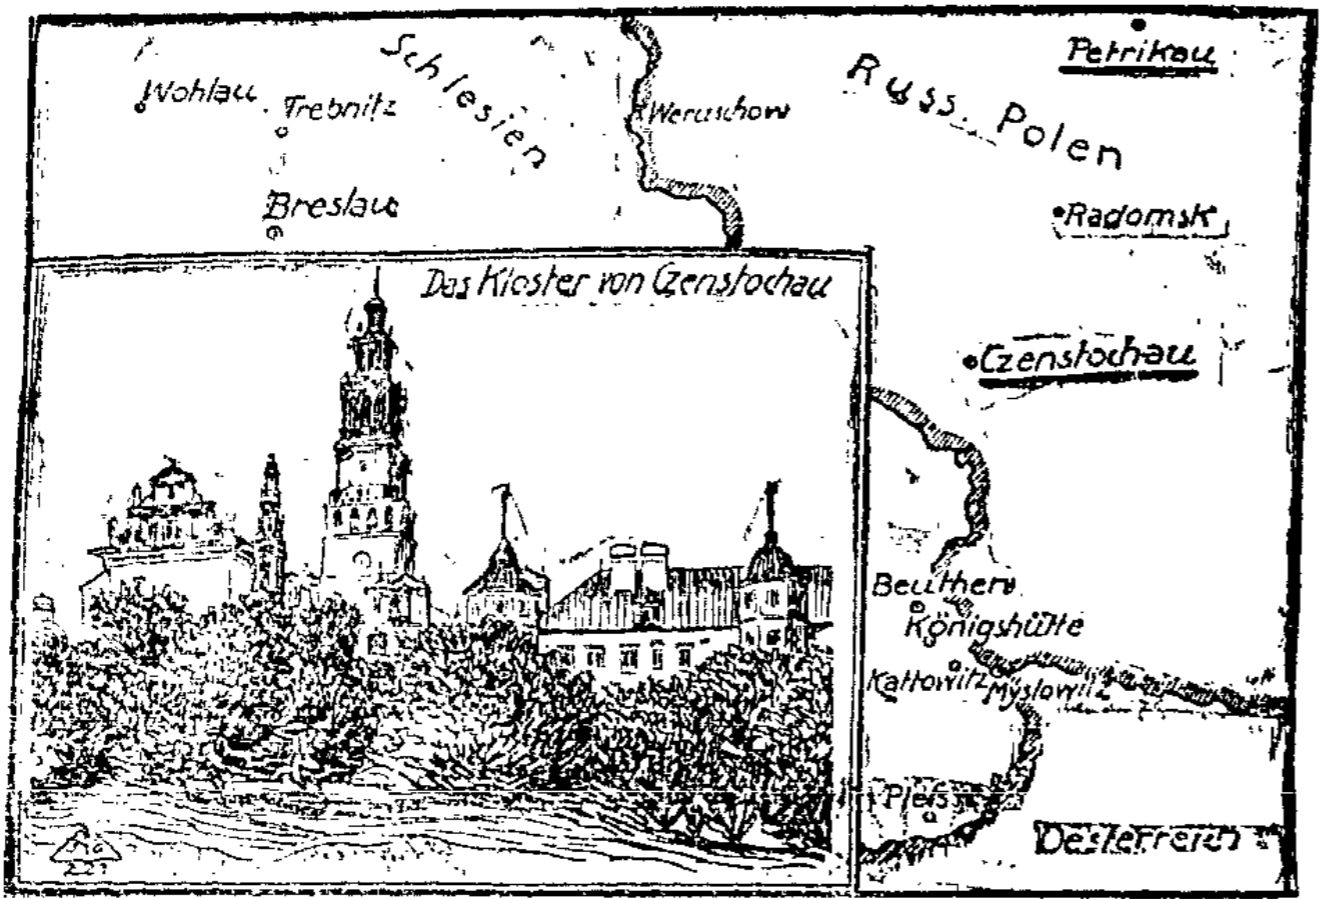 Schlesien
Petrikau
Russ. Polen
Wohlau
Trebnitz
Weruschow
Breslau
Radomsk
Das Kloster von Czenstochau
Czenstochau
Beuthen
Königshütte
Kattowitz
Myslowitz
Pleß
Oesterreich